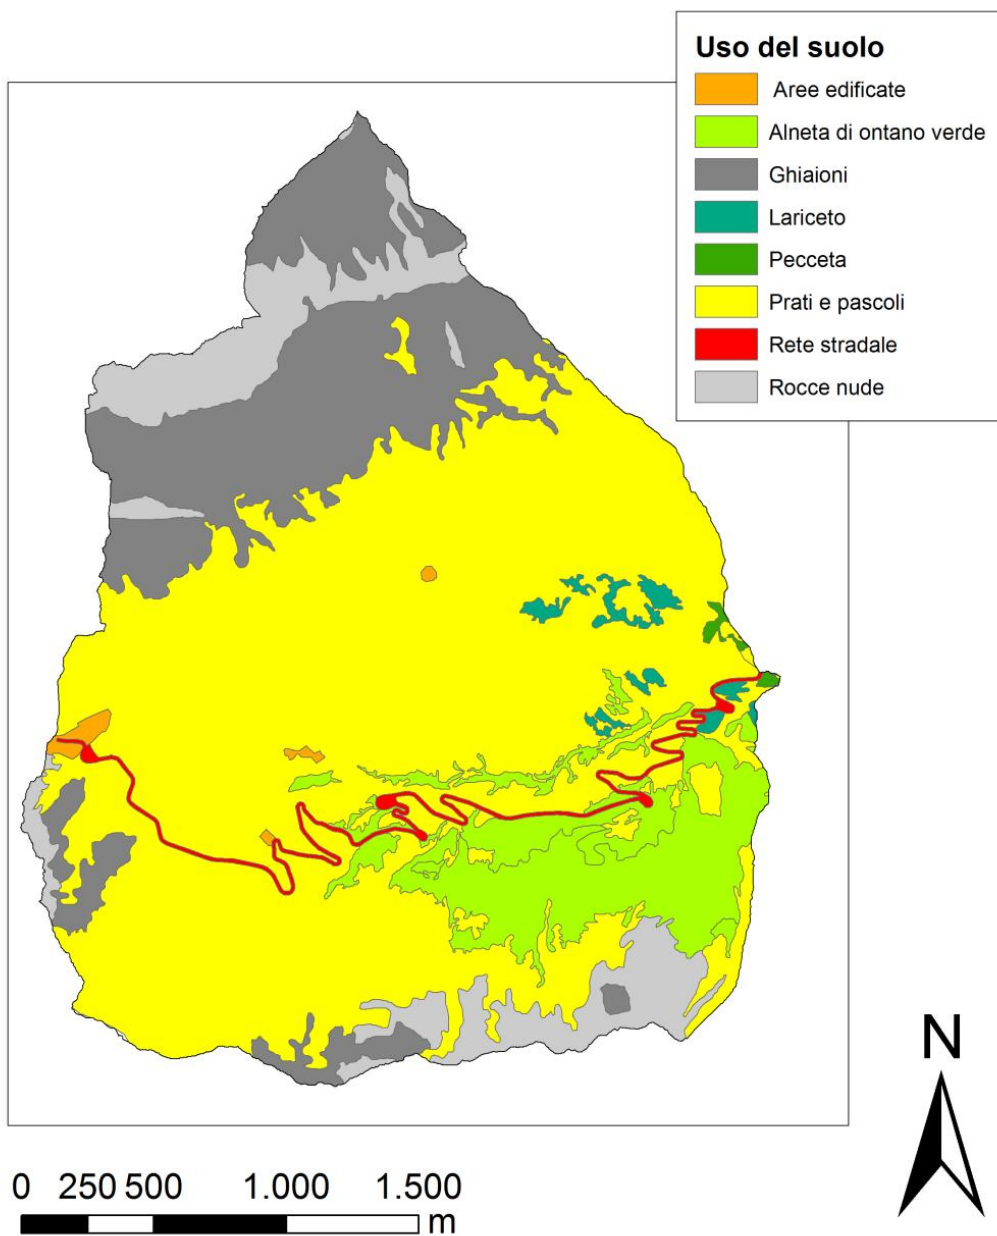 Uso del suolo
Aree edificate
Alneta di ontano verde
Ghiaioni
Lariceto
Pecceta
Prati e pascoli
Rete stradale
Rocce nude
N
0 250 500 1.000 1.500
m